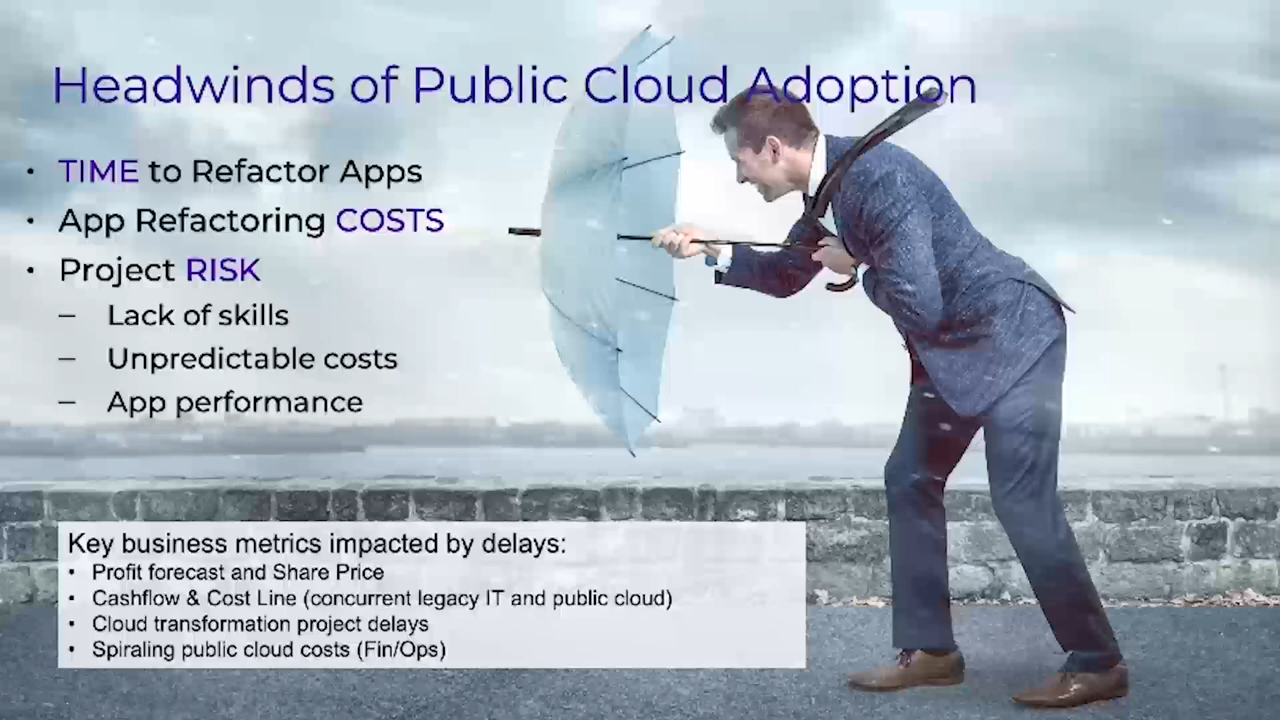 Headwinds of Public Cloud Adoption
• TIME to Refactor Apps
• App Refactoring COSTS
• Project RISK
– Lack of skills
– Unpredictable costs
– App performance
Key business metrics impacted by delays:
• Profit forecast and Share Price
• Cashflow & Cost Line (concurrent legacy IT and public cloud)
• Cloud transformation project delays
• Spiraling public cloud costs (Fin/Ops)